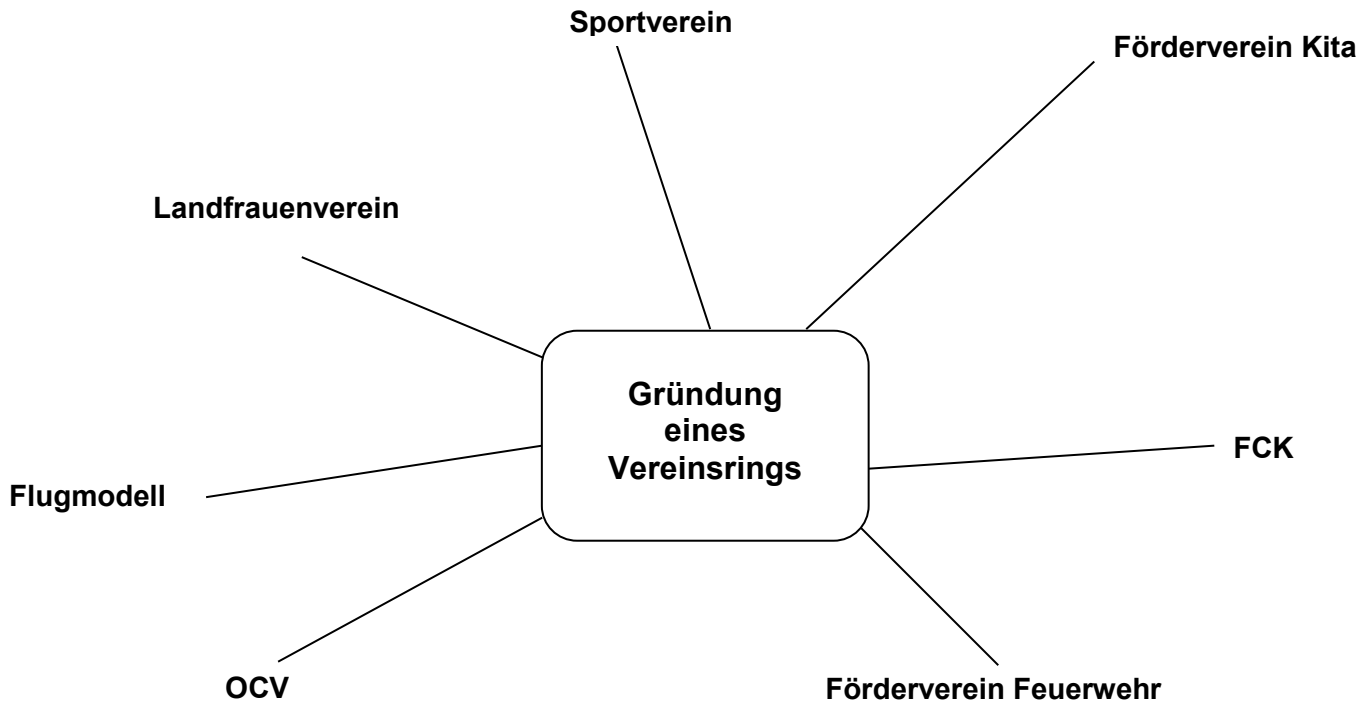 Sportverein
Förderverein Kita
Landfrauenverein
Gründung
eines
Vereinsrings
FCK
Flugmodell
OCV
Förderverein Feuerwehr